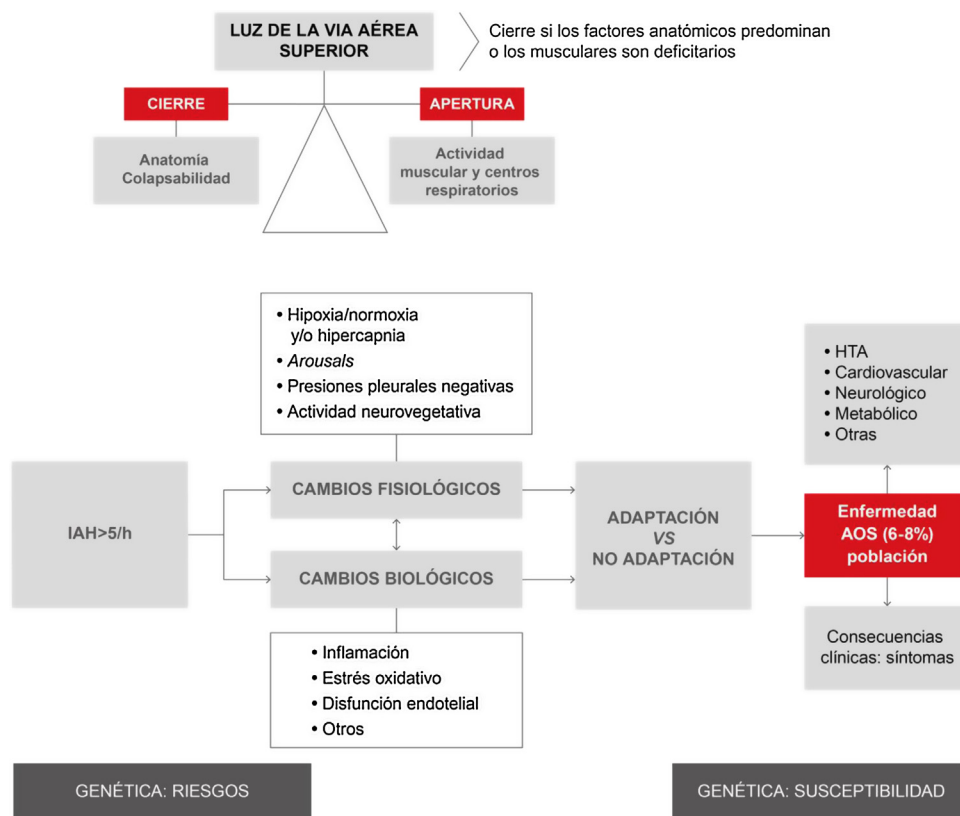 LUZ DE LA VIA AÉREA
SUPERIOR
Cierre si los factores anatómicos predominan
o los musculares son deficitarios
CIERRE
APERTURA
Anatomía
Colapsabilidad
Actividad
muscular y centros
respiratorios
• Hipoxia/normoxia
y/o hipercapnia
• Arousals
• Presiones pleurales negativas
• Actividad neurovegetativa
• HTA
• Cardiovascular
• Neurológico
• Metabólico
• Otras
IAH>5/h
CAMBIOS FISIOLÓGICOS
CAMBIOS BIOLÓGICOS
ADAPTACIÓN
VS
NO ADAPTACIÓN
Enfermedad
AOS (6-8%)
población
• Inflamación
• Estrés oxidativo
• Disfunción endotelial
• Otros
Consecuencias
clínicas: síntomas
GENÉTICA: RIESGOS
GENÉTICA: SUSCEPTIBILIDAD